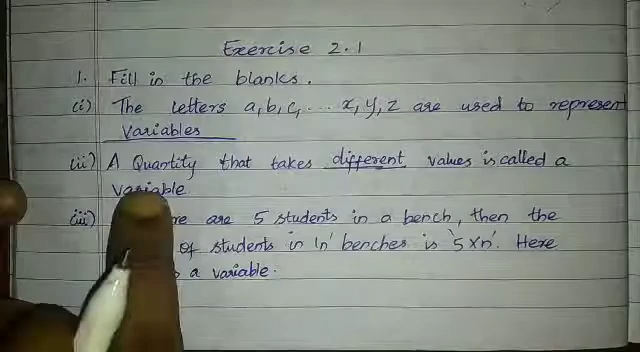 Exercise 2.1
1. Fill in the blanks.
(i) The letters a, b, c, ... x, y, z are used to represent
Variables
(ii) A Quantity that takes different values is called a
variable
(iii) are 5 students in a bench, then the
of students in 'n' benches is '5×n'. Here
a variable.